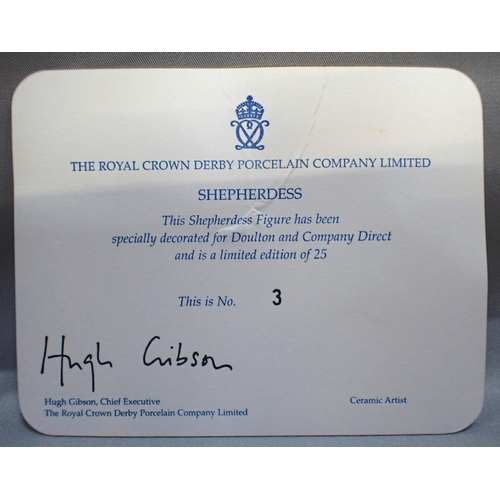 THE ROYAL CROWN DERBY PORCELAIN COMPANY LIMITED
SHEPHERDESS
This Shepherdess Figure has been
specially decorated for Doulton and Company Direct
and is a limited edition of 25
This is No. 3
Hugh Gibson
Hugh Gibson, Chief Executive
The Royal Crown Derby Porcelain Company Limited
Ceramic Artist